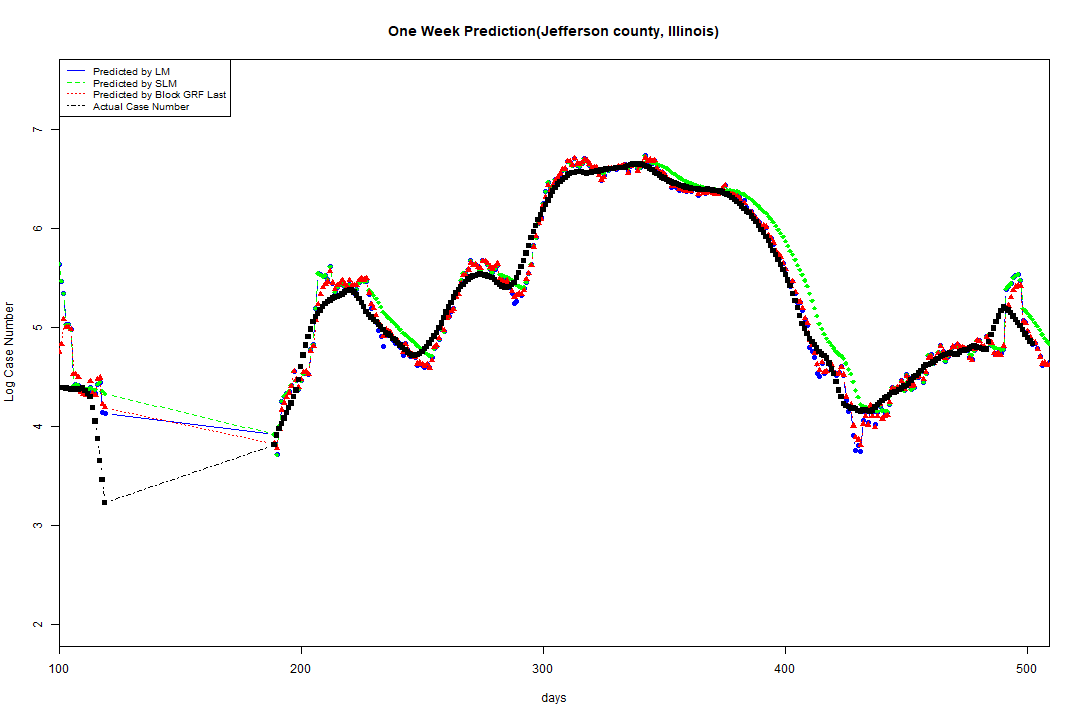 One Week Prediction(Jefferson county, Illinois)
Predicted by LM
Predicted by SLM
Predicted by Block GRF Last
Actual Case Number
7
6
5
4
3
2
Log Case Number
100 200 300 400 500
days